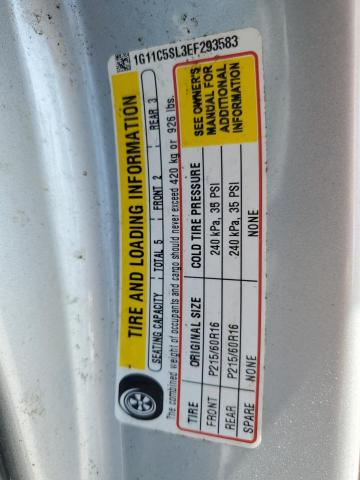 1G11C5SL3EF293583
TIRE AND LOADING INFORMATION
SEATING CAPACITY TOTAL 5 FRONT 2 REAR 3
The combined weight of occupants and cargo should never exceed 420 kg or 926 lbs.
TIRE ORIGINAL SIZE COLD TIRE PRESSURE
FRONT P215/60R16 240 kPa, 35 PSI
REAR P215/60R16 240 kPa, 35 PSI
SPARE NONE NONE
SEE OWNER'S
MANUAL FOR
ADDITIONAL
INFORMATION